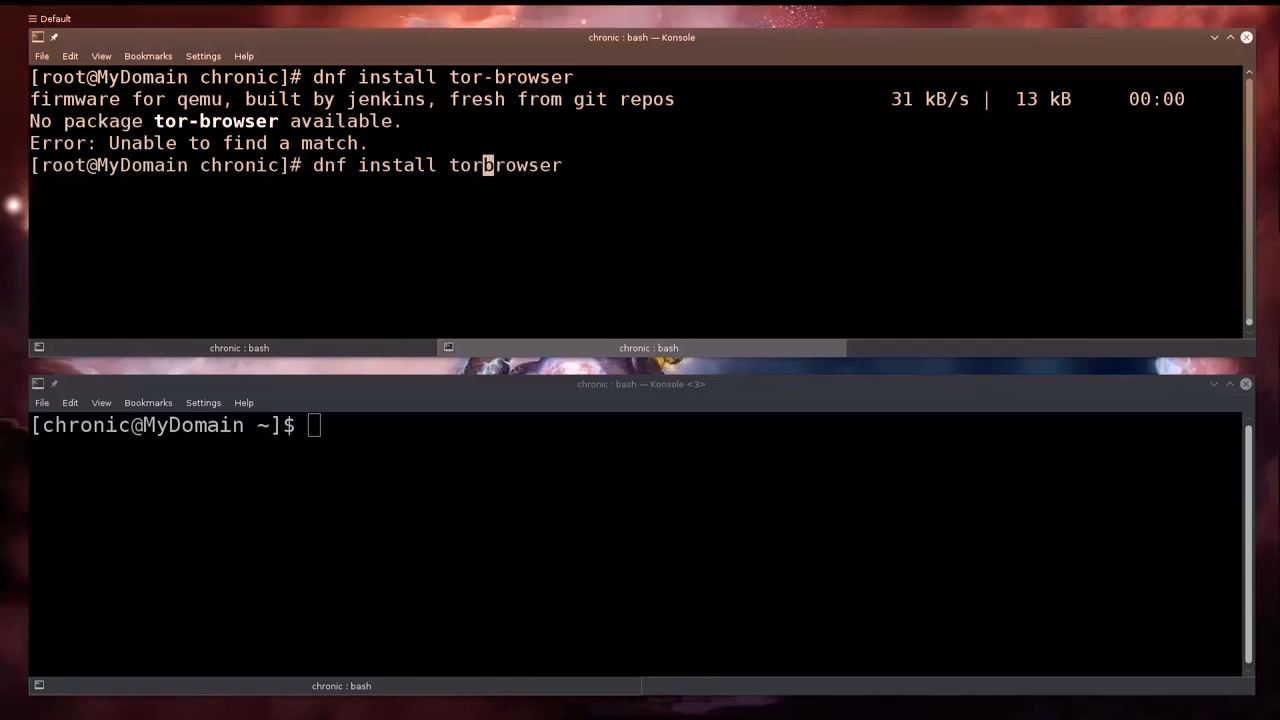 Default
chronic : bash — Konsole
File Edit View Bookmarks Settings Help
[root@MyDomain chronic]# dnf install tor-browser
firmware for qemu, built by jenkins, fresh from git repos 31 kB/s | 13 kB 00:00
No package tor-browser available.
Error: Unable to find a match.
[root@MyDomain chronic]# dnf install torbrowser
chronic : bash chronic : bash
chronic : bash — Konsole <3>
File Edit View Bookmarks Settings Help
[chronic@MyDomain ~]$
chronic : bash